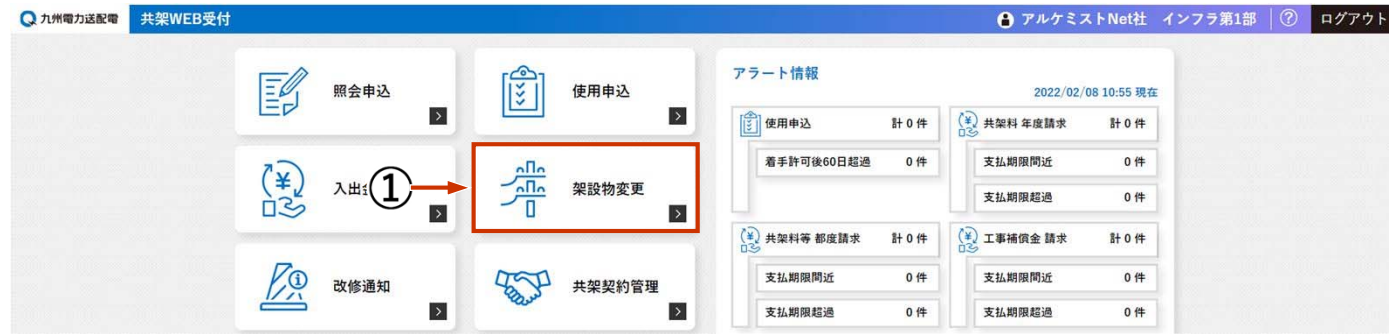 九州電力送配電 共架WEB受付 アルケミストNet社 インフラ第1部 ? ログアウト
照会申込
使用申込
入出
①
架設物変更
改修通知
共架契約管理
アラート情報
2022/02/08 10:55 現在
使用申込 計 0 件
着手許可後60日超過 0 件
共架料 年度請求 計 0 件
支払期限間近 0 件
支払期限超過 0 件
共架料等 都度請求 計 0 件
支払期限間近 0 件
支払期限超過 0 件
工事補償金 請求 計 0 件
支払期限間近 0 件
支払期限超過 0 件